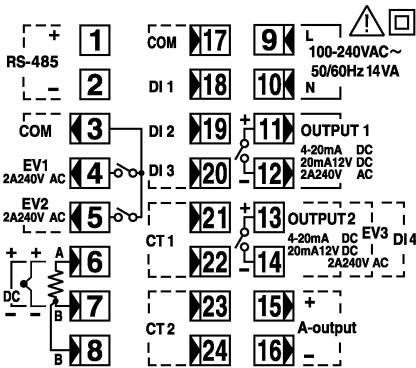 + 1 COM 17 9 L
RS-485 100-240VAC~
- 2 DI 1 18 10 N 50/60Hz 14VA
COM 3 DI 2 19 + 11 OUTPUT 1
4-20mA DC
EV1 4 DI 3 20 - 12 20mA12V DC
2A240V AC 2A240V AC
EV2 5 21 + 13 OUTPUT 2
2A240V AC CT 1 4-20mA DC EV3 DI 4
+ + A 6 22 - 14 20mA12V DC
2A240V AC
DC
- - B 7 23 15 +
CT 2 A-output
B 8 24 16 -